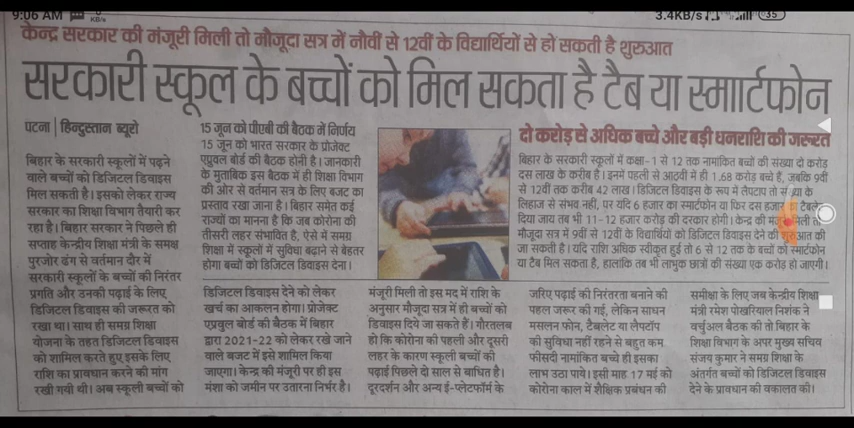 9:06 AM
KB/s
3.4KB/s
35
केन्द्र सरकार की मंजूरी मिली तो मौजूदा सत्र में नौवीं से 12वीं के विद्यार्थियों से हो सकती है शुरुआत
सरकारी स्कूल के बच्चों को मिल सकता है टैब या स्मार्टफोन
पटना | हिन्दुस्तान ब्यूरो
बिहार के सरकारी स्कूलों में पढ़ने
वाले बच्चों को डिजिटल डिवाइस
मिल सकती है। इसको लेकर राज्य
सरकार का शिक्षा विभाग तैयारी कर
रहा है। बिहार सरकार ने पिछले ही
सप्ताह केन्द्रीय शिक्षा मंत्री के समक्ष
पुरजोर ढंग से वर्तमान दौर में
सरकारी स्कूलों के बच्चों की निरंतर
प्रगति और उनकी पढ़ाई के लिए
डिजिटल डिवाइस की जरूरत को
रखा था। साथ ही समग्र शिक्षा
योजना के तहत डिजिटल डिवाइस
को शामिल करते हुए इसके लिए
राशि का प्रावधान करने की मांग
रखी गयी थी। अब स्कूली बच्चों को
15 जून को पीएबी की बैठक में निर्णय
15 जून को भारत सरकार के प्रोजेक्ट
एप्रुवल बोर्ड की बैठक होनी है। जानकारी
के मुताबिक इस बैठक में ही शिक्षा विभाग
की ओर से वर्तमान सत्र के लिए बजट का
प्रस्ताव रखा जाना है। बिहार समेत कई
राज्यों का मानना है कि जब कोरोना की
तीसरी लहर संभावित है, ऐसे में समग्र
शिक्षा में स्कूलों में सुविधा बढ़ाने से बेहतर
होगा बच्चों को डिजिटल डिवाइस देना।
डिजिटल डिवाइस देने को लेकर
खर्च का आकलन होगा। प्रोजेक्ट
एप्रुवल बोर्ड की बैठक में बिहार
द्वारा 2021-22 को लेकर रखे जाने
वाले बजट में इसे शामिल किया
जाएगा। केन्द्र की मंजूरी पर ही इस
मंशा को जमीन पर उतारना निर्भर है।
मंजूरी मिली तो इस मद में राशि के
अनुसार मौजूदा सत्र में ही बच्चों को
डिवाइस दिये जा सकते हैं। गौरतलब
हो कि कोरोना की पहली और दूसरी
लहर के कारण स्कूली बच्चों की
पढ़ाई पिछले दो साल से बाधित है।
दूरदर्शन और अन्य ई-प्लेटफॉर्म के
दो करोड़ से अधिक बच्चे और बड़ी धनराशि की जरूरत
बिहार के सरकारी स्कूलों में कक्षा-1 से 12 तक नामांकित बच्चों की संख्या दो करोड़
दस लाख के करीब है। इनमें पहली से आठवीं में ही 1.68 करोड़ बच्चे हैं, जबकि 9वीं
से 12वीं तक करीब 42 लाख। डिजिटल डिवाइस के रूप में लैपटाप तो के
लिहाज से संभव नहीं, पर यदि 6 हजार का स्मार्टफोन या फिर दस हजार
दिया जाय तब भी 11-12 हजार करोड़ की दरकार होगी। केन्द्र की
मौजूदा सत्र में 9वीं से 12वीं के विद्यार्थियों को डिजिटल डिवाइस देने की की
जा सकती है। यदि राशि अधिक स्वीकृत हुई तो 6 से 12 तक के बच्चों को स्मार्टफोन
या टैब मिल सकता है, हालांकि तब भी लाभुक छात्रों की संख्या एक करोड़ हो जाएगी।
जरिए पढ़ाई की निरंतरता बनाने की
पहल जरूर की गई, लेकिन साधन
मसलन फोन, टैबलेट या लैपटॉप
की सुविधा नहीं रहने से बहुत कम
फीसदी नामांकित बच्चे ही इसका
लाभ उठा पाये। इसी माह 17 मई को
कोरोना काल में शैक्षिक प्रबंधन की
समीक्षा के लिए जब केन्द्रीय शिक्षा
मंत्री रमेश पोखरियाल निशंक ने
वर्चुअल बैठक की तो बिहार के
शिक्षा विभाग के अपर मुख्य सचिव
संजय कुमार ने समग्र शिक्षा के
अंतर्गत बच्चों को डिजिटल डिवाइस
देने के प्रावधान की वकालत की।